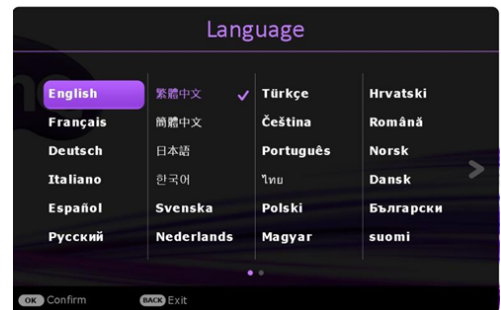 Language
English
Français
Deutsch
Italiano
Español
Русский
繁體中文
簡體中文
日本語
한국어
Svenska
Nederlands
Türkçe
Čeština
Português
ไทย
Polski
Magyar
Hrvatski
Română
Norsk
Dansk
Български
suomi
OK Confirm
BACK Exit